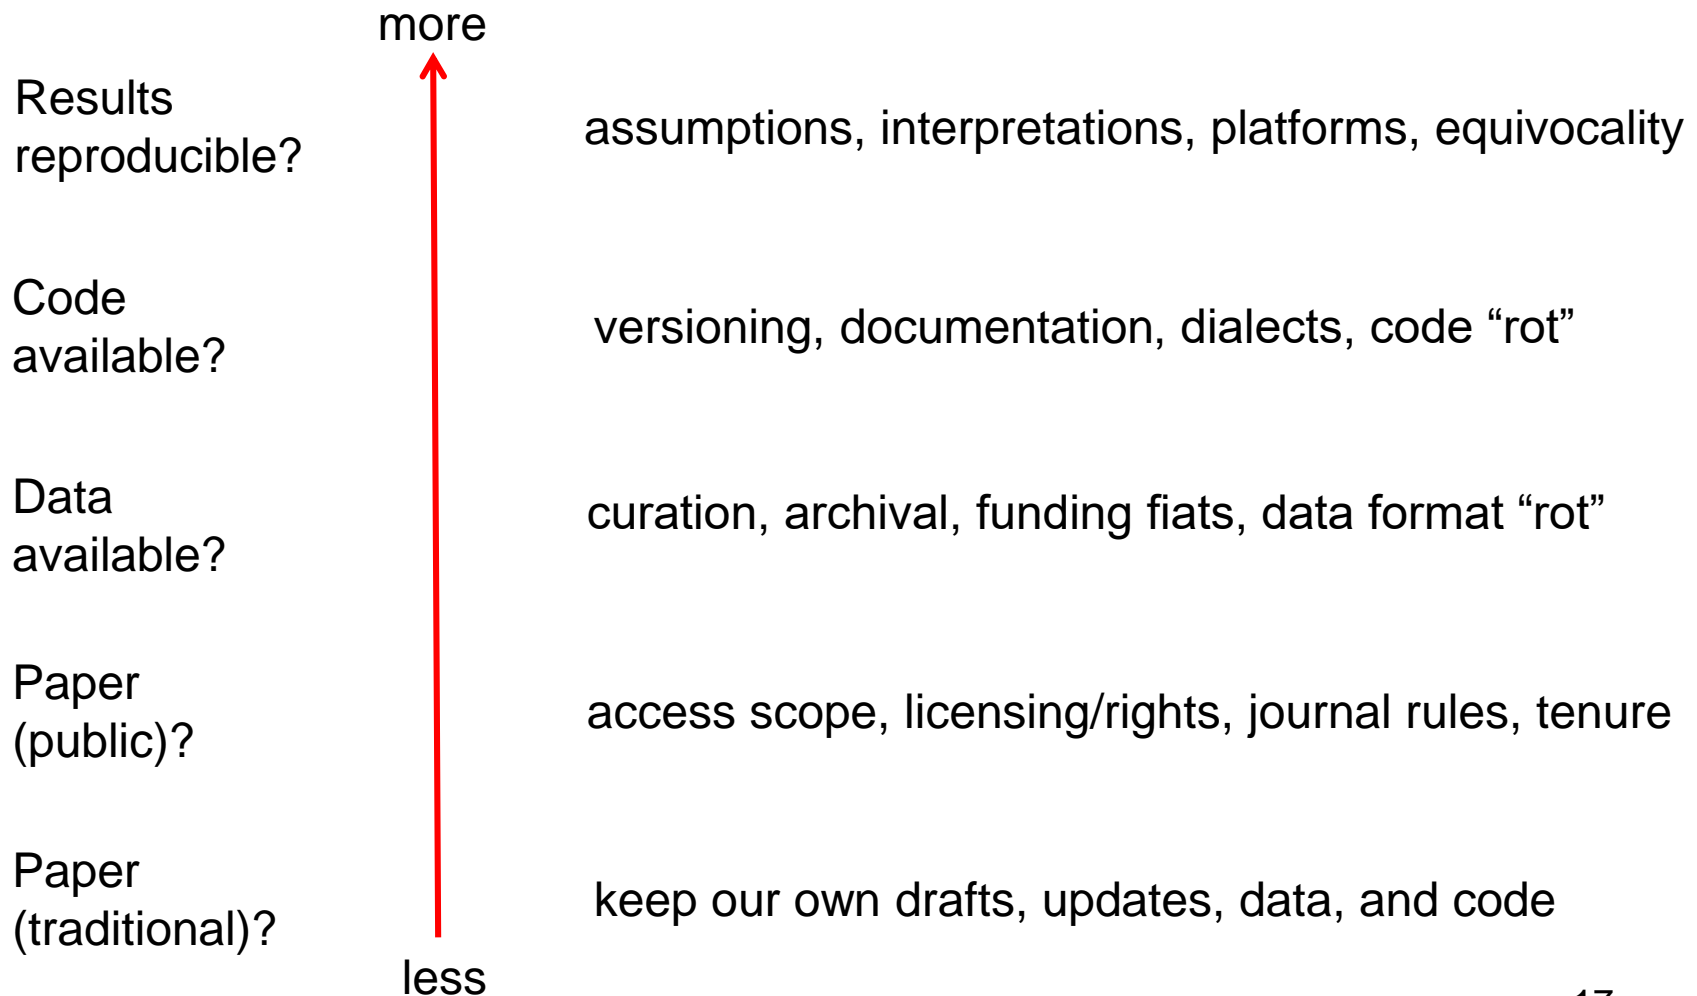 more
Results
reproducible?
assumptions, interpretations, platforms, equivocality
Code
available?
versioning, documentation, dialects, code “rot”
Data
available?
curation, archival, funding fiats, data format “rot”
Paper
(public)?
access scope, licensing/rights, journal rules, tenure
Paper
(traditional)?
keep our own drafts, updates, data, and code
less